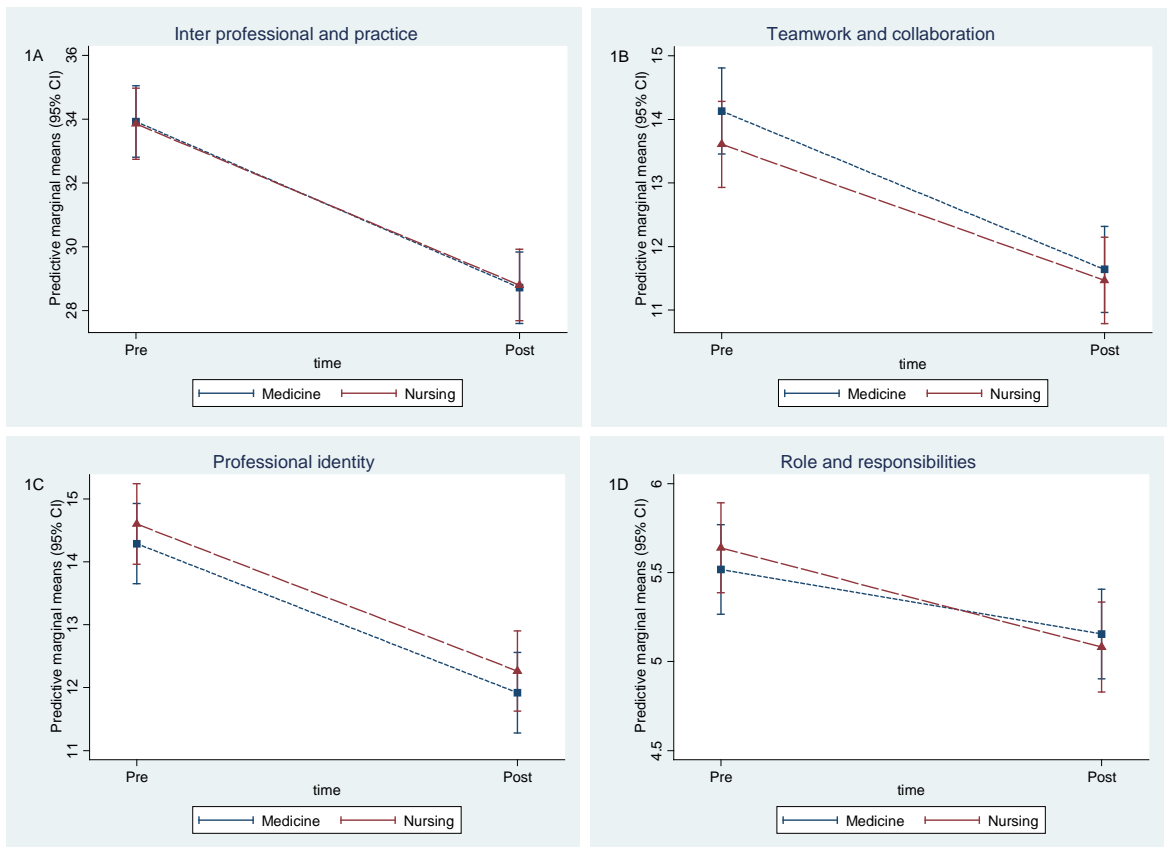 Inter professional and practice
1A
Predictive marginal means (95% CI)
36
34
32
30
28
Pre
Post
time
Medicine
Nursing
Teamwork and collaboration
1B
Predictive marginal means (95% CI)
15
14
13
12
11
Pre
Post
time
Medicine
Nursing
Professional identity
1C
Predictive marginal means (95% CI)
15
14
13
12
11
Pre
Post
time
Medicine
Nursing
Role and responsibilities
1D
Predictive marginal means (95% CI)
6
5.5
5
4.5
Pre
Post
time
Medicine
Nursing